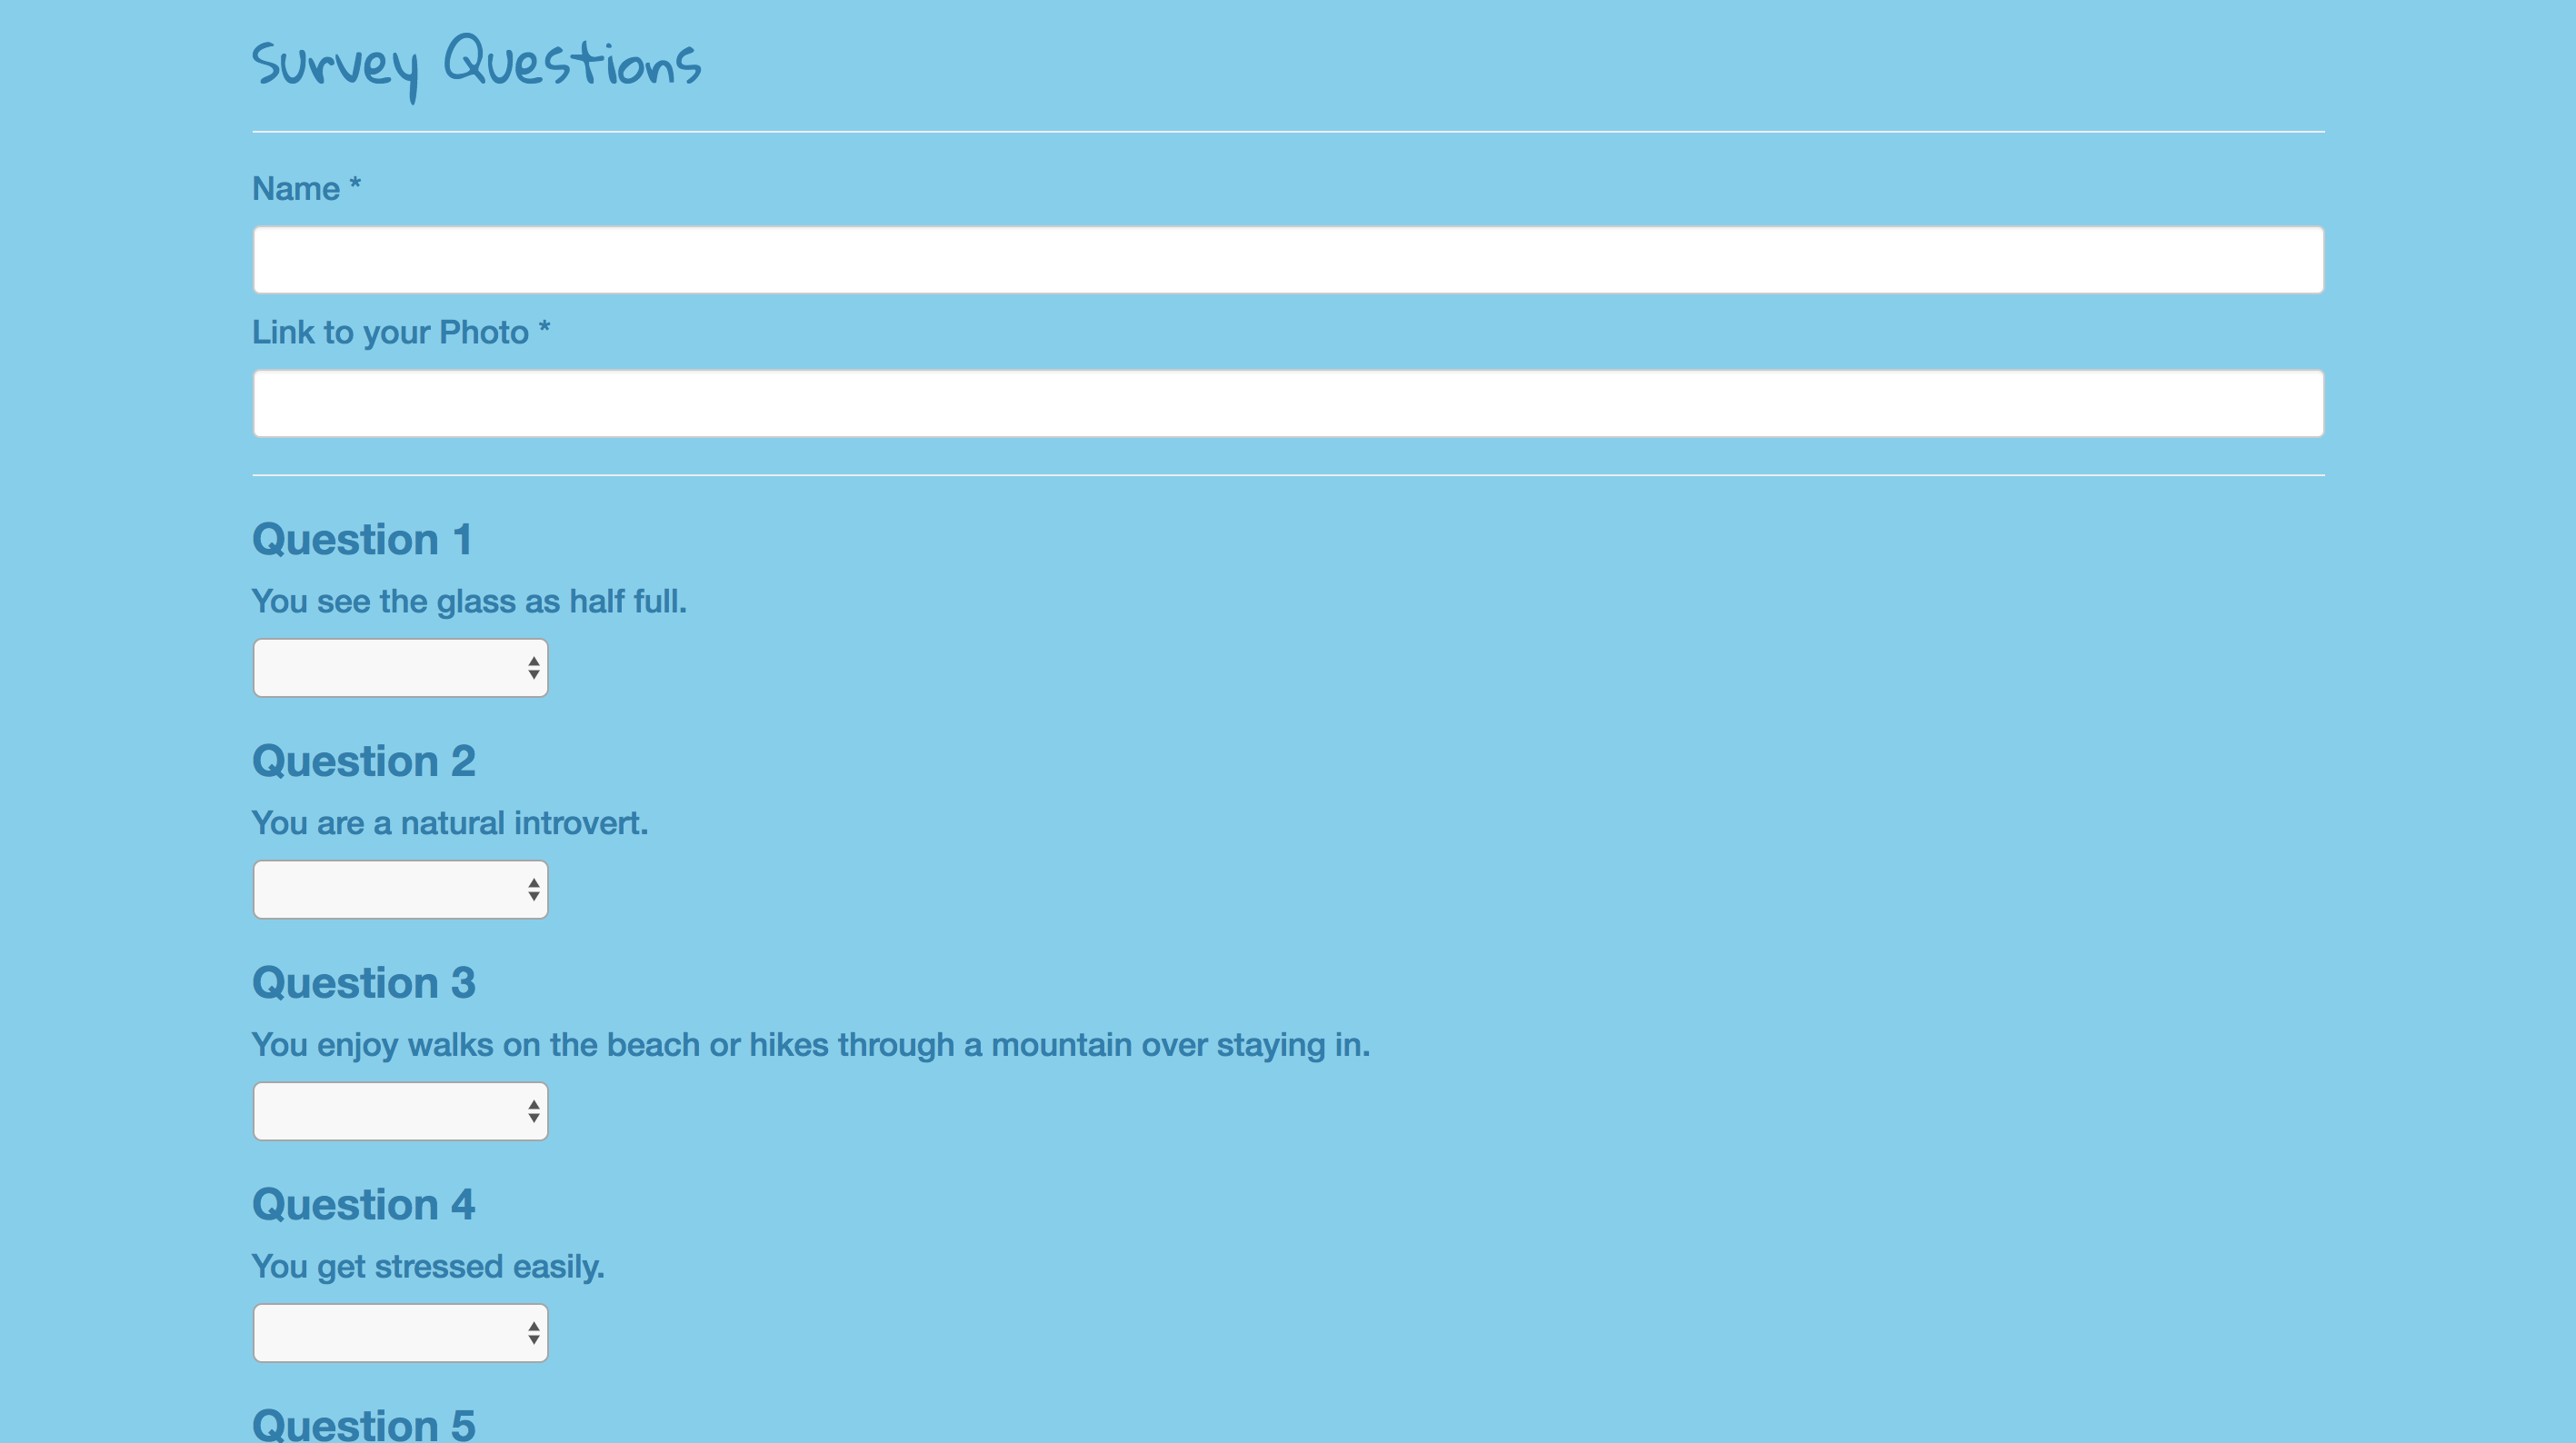 Survey Questions
Name *
Link to your Photo *
Question 1
You see the glass as half full.
Question 2
You are a natural introvert.
Question 3
You enjoy walks on the beach or hikes through a mountain over staying in.
Question 4
You get stressed easily.
Question 5